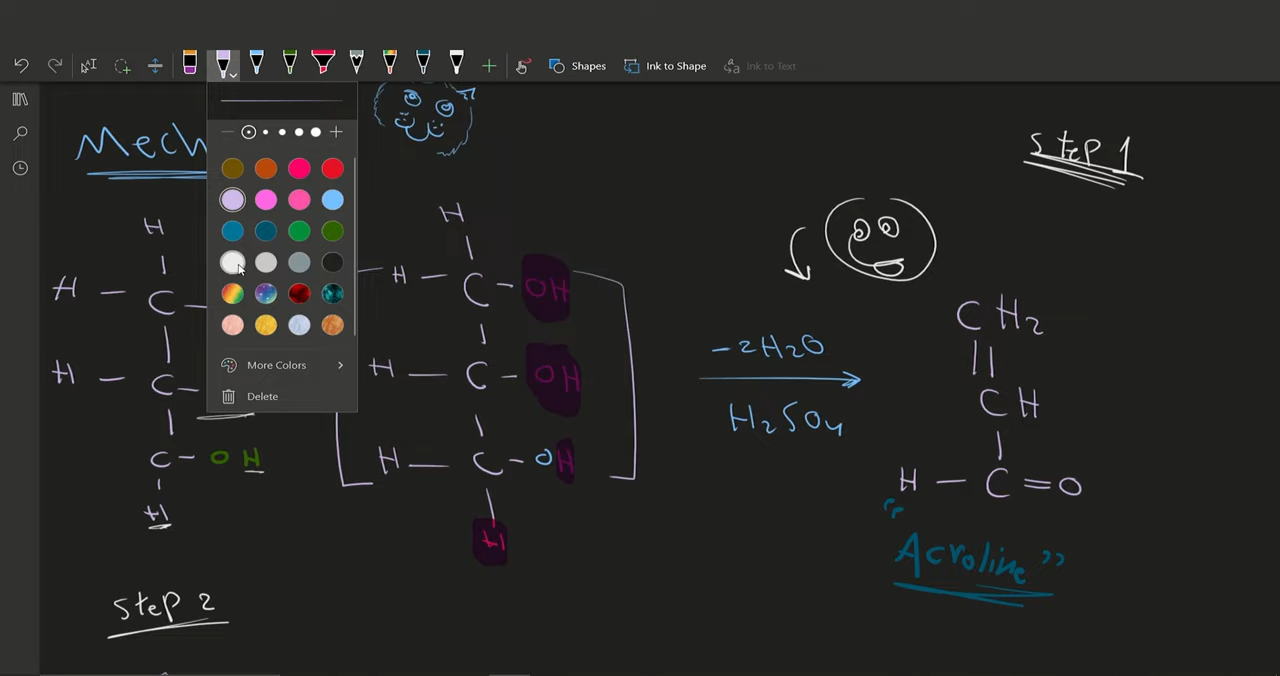 Shapes
Ink to Shape
Ink to Text
Mech
Step 1
H
H — C —
H — C —
C — O H
H
More Colors
Delete
H
H — C — OH
H — C — OH
H — C — OH
H
-2H2O
H2SO4
CH2
||
CH
|
H — C = O
"Acroline"
Step 2